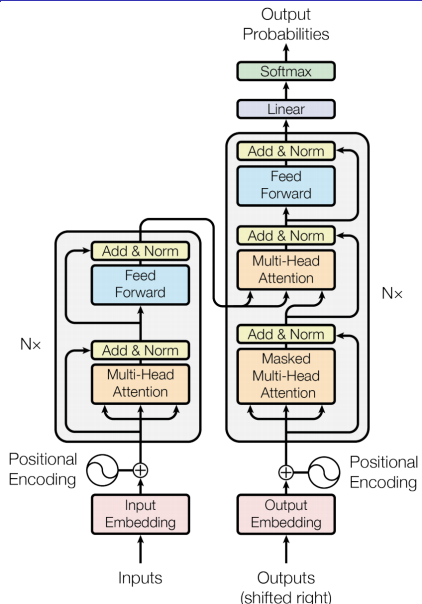 Output
Probabilities
Softmax
Linear
Add & Norm
Feed
Forward
Add & Norm
Multi-Head
Attention
Add & Norm
Masked
Multi-Head
Attention
N×
Add & Norm
Feed
Forward
Add & Norm
Multi-Head
Attention
N×
Positional
Encoding
Positional
Encoding
Input
Embedding
Output
Embedding
Inputs
Outputs
(shifted right)